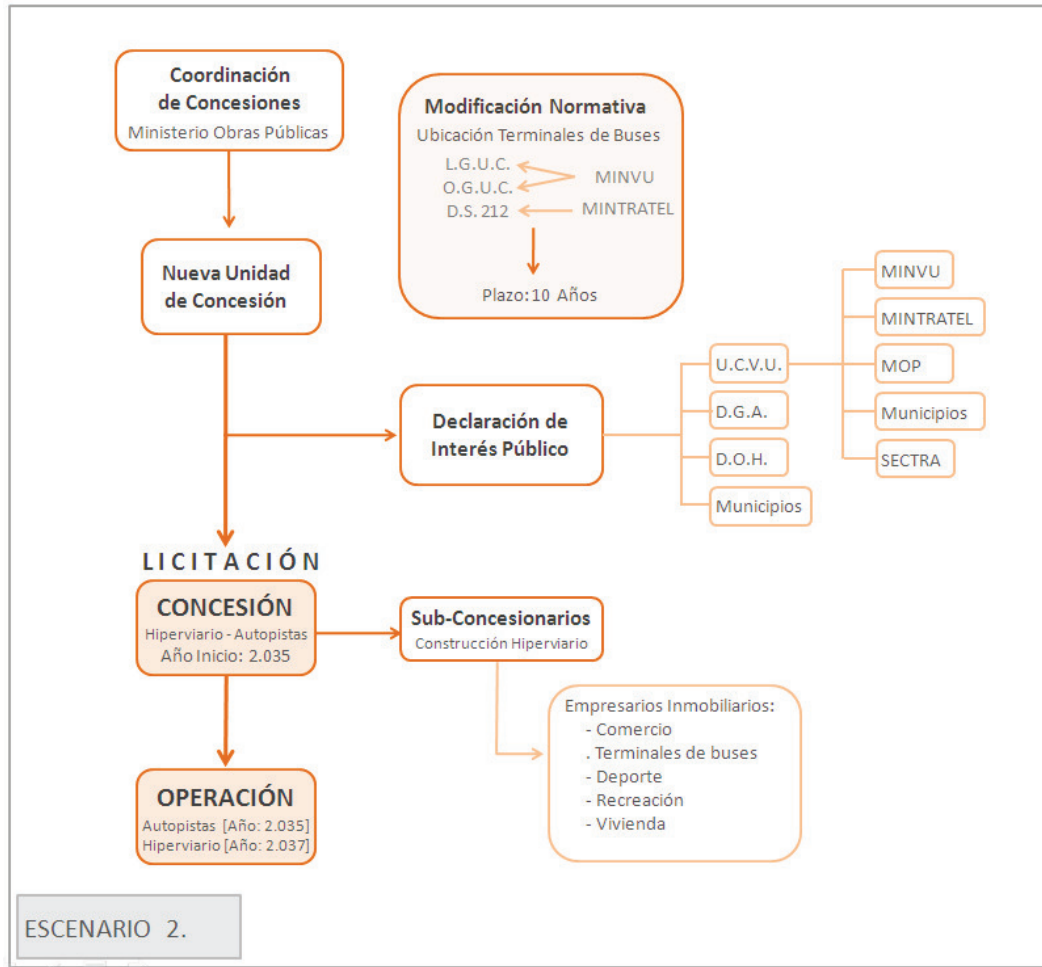 Coordinación
de Concesiones
Ministerio Obras Públicas
Modificación Normativa
Ubicación Terminales de Buses
L.G.U.C.
O.G.U.C.
MINVU
D.S. 212
MINTRATEL
Plazo: 10 Años
Nueva Unidad
de Concesión
Declaración de
Interés Público
U.C.V.U.
D.G.A.
D.O.H.
Municipios
MINVU
MINTRATEL
MOP
Municipios
SECTRA
LICITACIÓN
CONCESIÓN
Hiperviario - Autopistas
Año Inicio: 2.035
Sub-Concesionarios
Construcción Hiperviario
Empresarios Inmobiliarios:
- Comercio
. Terminales de buses
- Deporte
- Recreación
- Vivienda
OPERACIÓN
Autopistas [Año: 2.035]
Hiperviario [Año: 2.037]
ESCENARIO 2.